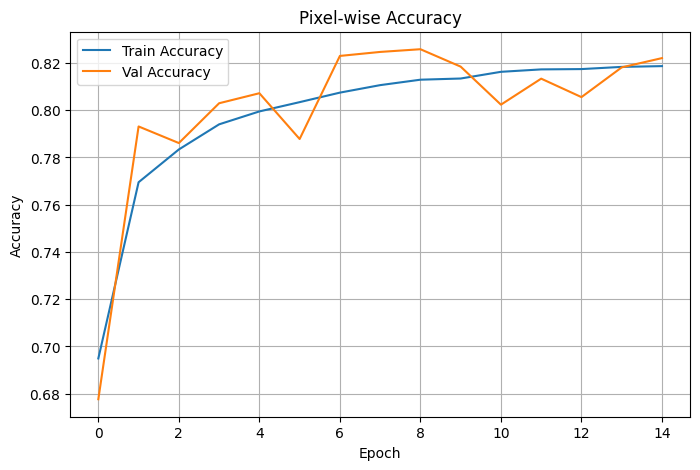 Pixel-wise Accuracy
Train Accuracy
Val Accuracy
0.82
0.80
0.78
0.76
0.74
0.72
0.70
0.68
Accuracy
0 2 4 6 8 10 12 14
Epoch